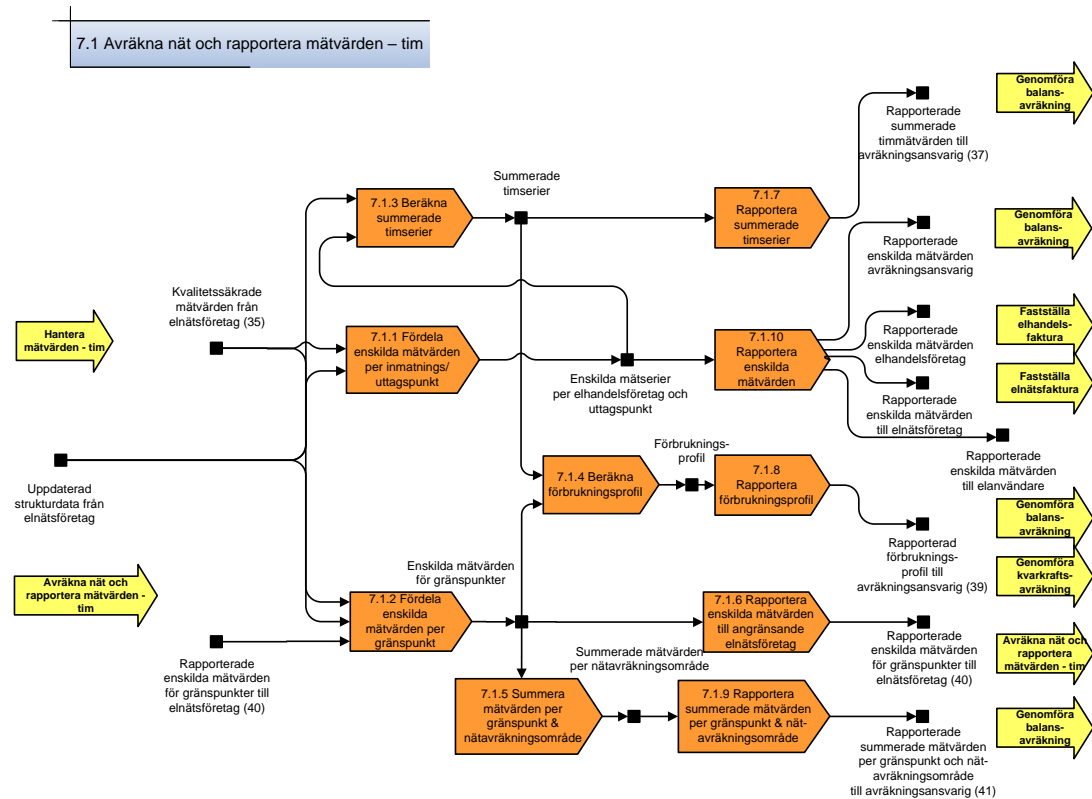 7.1 Avräkna nät och rapportera mätvärden – tim
Genomföra
balans-
avräkning
Rapporterade
summerade
timmätvärden till
avräkningsansvarig (37)
Summerade
timserier
7.1.3 Beräkna
summerade
timserier
7.1.7
Rapportera
summerade
timserier
Genomföra
balans-
avräkning
Rapporterade
enskilda mätvärden
avräkningsansvarig
Kvalitetssäkrade
mätvärden från
elnätsföretag (35)
Hantera
mätvärden - tim
7.1.1 Fördela
enskilda mätvärden
per inmatnings/
uttagspunkt
Enskilda mätserier
per elhandelsföretag och
uttagspunkt
7.1.10
Rapportera
enskilda
mätvärden
Rapporterade
enskilda mätvärden
elhandelsföretag
Fastställa
elhandels-
faktura
Rapporterade
enskilda mätvärden
till elnätsföretag
Fastställa
elnätsfaktura
Rapporterade
enskilda mätvärden
till elanvändare
Uppdaterad
strukturdata från
elnätsföretag
7.1.4 Beräkna
förbrukningsprofil
Förbruknings-
profil
7.1.8
Rapportera
förbrukningsprofil
Rapporterad
förbruknings-
profil till
avräkningsansvarig (39)
Genomföra
balans-
avräkning
Genomföra
kvarkrafts-
avräkning
Avräkna nät och
rapportera mätvärden -
tim
Enskilda mätvärden
för gränspunkter
7.1.2 Fördela
enskilda
mätvärden per
gränspunkt
7.1.6 Rapportera
enskilda mätvärden
till angränsande
elnätsföretag
Rapporterade
enskilda mätvärden
för gränspunkter till
elnätsföretag (40)
Avräkna nät och
rapportera
mätvärden - tim
Rapporterade
enskilda mätvärden
för gränspunkter till
elnätsföretag (40)
Summerade mätvärden
per nätavräkningsområde
7.1.5 Summera
mätvärden per
gränspunkt &
nätavräkningsområde
7.1.9 Rapportera
summerade mätvärden
per gränspunkt & nät-
avräkningsområde
Rapporterade
summerade mätvärden
per gränspunkt och nät-
avräkningsområde
till avräkningsansvarig (41)
Genomföra
balans-
avräkning